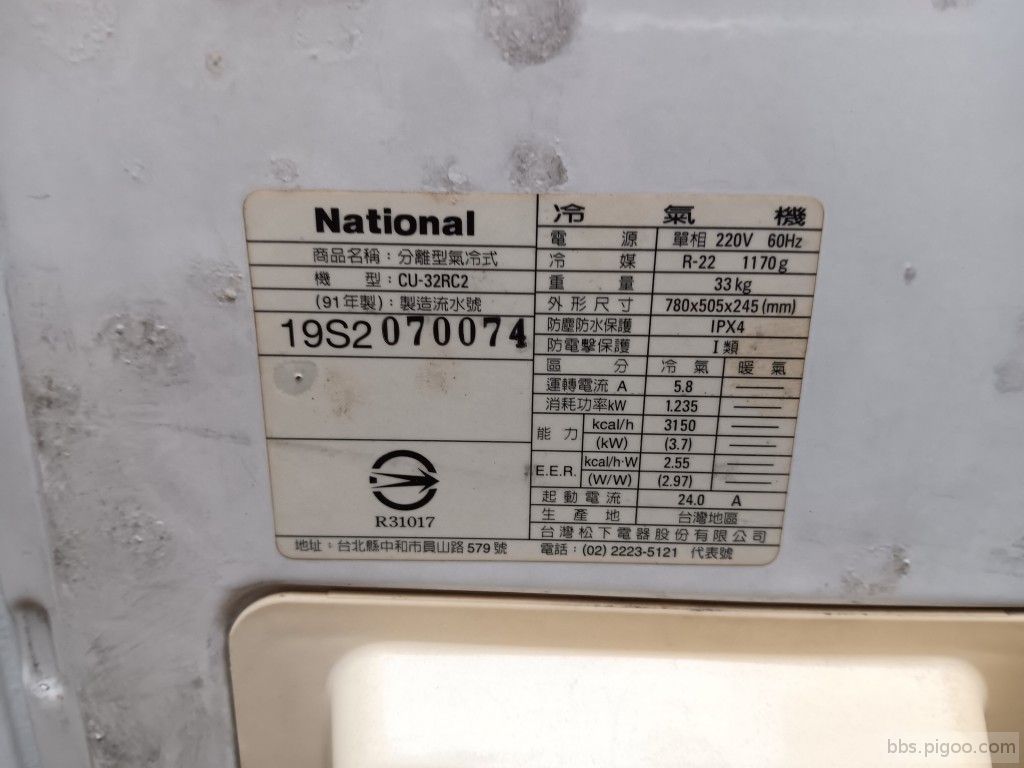 National
商品名稱：分離型氣冷式
機　型：CU-32RC2
(91年製)：製造流水號
19S2 070074
R31017
冷氣機
電源 單相 220V 60Hz
冷媒 R-22 1170g
重量 33kg
外形尺寸 780x505x245(mm)
防塵防水保護 IPX4
防電擊保護 I類
區分 冷氣 暖氣
運轉電流 A 5.8
消耗功率kW 1.235
能力 kcal/h 3150
(kW) (3.7)
E.E.R. kcal/h·W 2.55
(W/W) (2.97)
起動電流 24.0 A
生產地 台灣地區
台灣松下電器股份有限公司
地址：台北縣中和市員山路579號 電話：(02) 2223-5121 代表號
bbs.pigoo.com